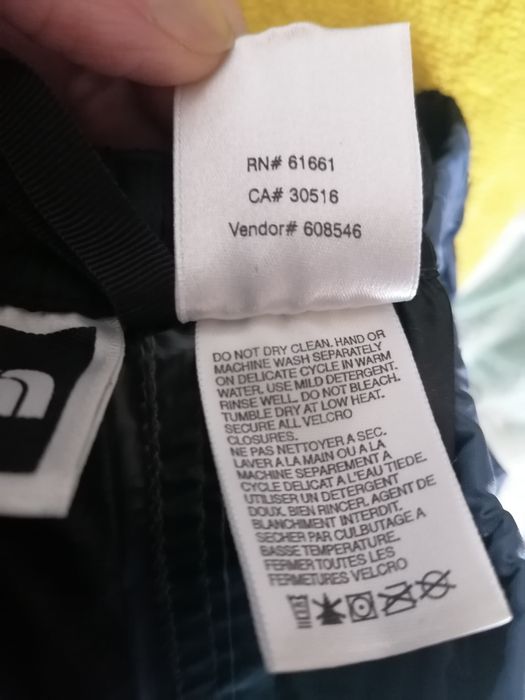 RN# 61661
CA# 30516
Vendor# 608546
DO NOT DRY CLEAN. HAND OR
MACHINE WASH SEPARATELY
ON DELICATE CYCLE IN WARM
WATER. USE MILD DETERGENT.
RINSE WELL. DO NOT BLEACH.
TUMBLE DRY AT LOW HEAT.
SECURE ALL VELCRO
CLOSURES.
NE PAS NETTOYER A SEC.
LAVER A LA MAIN OU A LA
MACHINE SEPAREMENT A
CYCLE DELICAT A L'EAU TIEDE.
UTILISER UN DETERGENT
DOUX. BIEN RINCER. AGENT DE
BLANCHIMENT INTERDIT.
SECHER PAR CULBUTAGE A
BASSE TEMPERATURE.
FERMER TOUTES LES
FERMETURES VELCRO